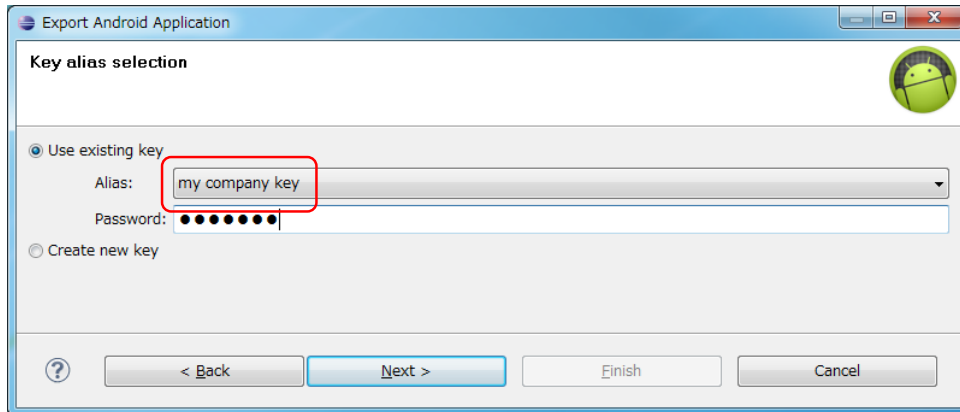 Export Android Application
Key alias selection
Use existing key
Alias: my company key
Password: ●●●●●●●
Create new key
? < Back Next > Finish Cancel